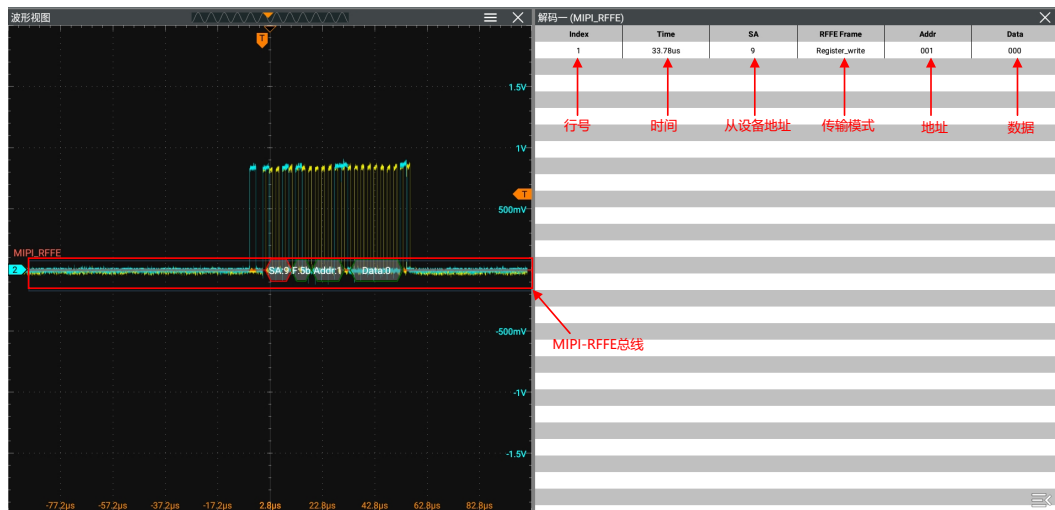 波形视图
T
1.5V
1V
T
500mV
MIPI_RFFE
2
SA:9 F:5b Addr:1 Data:0
-500mV
-1V
-1.5V
-77.2μs -57.2μs -37.2μs -17.2μs 2.8μs 22.8μs 42.8μs 62.8μs 82.8μs
解码一 (MIPI_RFFE)
Index Time SA RFFE Frame Addr Data
1 33.78us 9 Register_write 001 000
行号 时间 从设备地址 传输模式 地址 数据
MIPI-RFFE总线